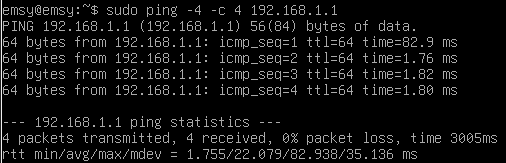 emsy@emsy:~$ sudo ping -4 -c 4 192.168.1.1
PING 192.168.1.1 (192.168.1.1) 56(84) bytes of data.
64 bytes from 192.168.1.1: icmp_seq=1 ttl=64 time=82.9 ms
64 bytes from 192.168.1.1: icmp_seq=2 ttl=64 time=1.76 ms
64 bytes from 192.168.1.1: icmp_seq=3 ttl=64 time=1.82 ms
64 bytes from 192.168.1.1: icmp_seq=4 ttl=64 time=1.80 ms

--- 192.168.1.1 ping statistics ---
4 packets transmitted, 4 received, 0% packet loss, time 3005ms
rtt min/avg/max/mdev = 1.755/22.079/82.938/35.136 ms